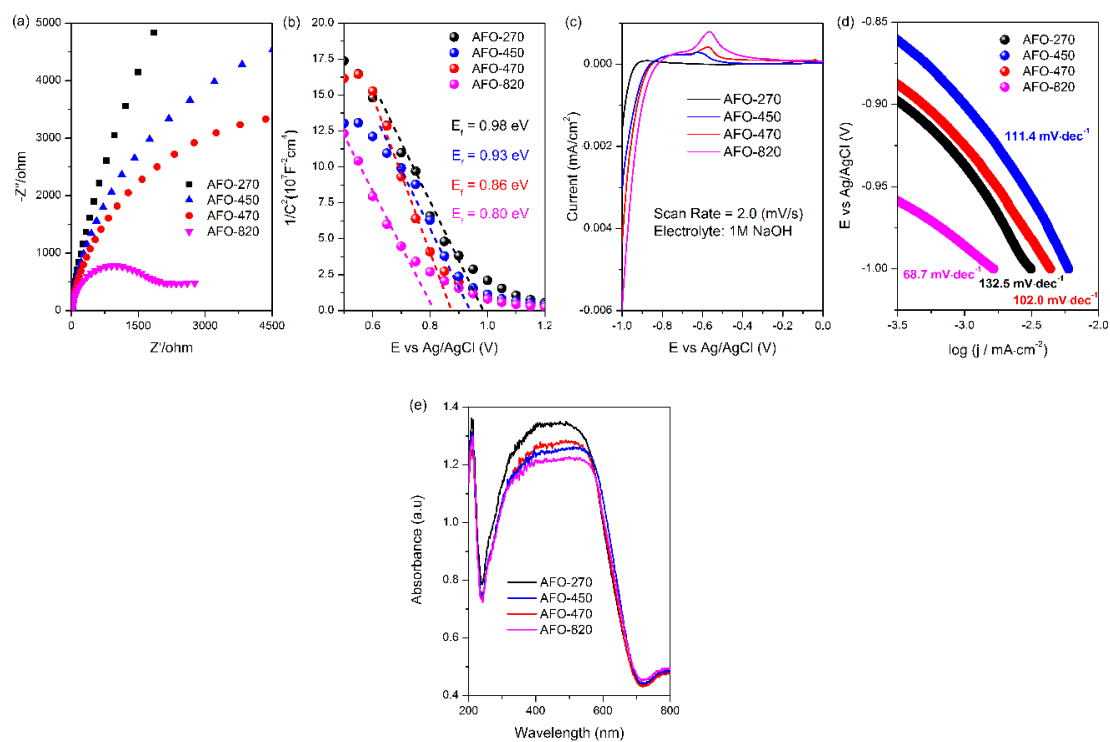 (a)
5000
4000
3000
2000
1000
0
-Z''/ohm
AFO-270
AFO-450
AFO-470
AFO-820
0
1500
3000
4500
Z'/ohm
(b)
20.0
17.5
15.0
12.5
10.0
7.5
5.0
2.5
0.0
1/C²(10⁷F⁻²cm⁴)
AFO-270
AFO-450
AFO-470
AFO-820
Ef = 0.98 eV
Ef = 0.93 eV
Ef = 0.86 eV
Ef = 0.80 eV
0.6
0.8
1.0
1.2
E vs Ag/AgCl (V)
(c)
0.000
-0.002
-0.004
-0.006
Current (mA/cm²)
AFO-270
AFO-450
AFO-470
AFO-820
Scan Rate = 2.0 (mV/s)
Electrolyte: 1M NaOH
-1.0
-0.8
-0.6
-0.4
-0.2
0.0
E vs Ag/AgCl (V)
(d)
-0.85
-0.90
-0.95
-1.00
E vs Ag/AgCl (V)
AFO-270
AFO-450
AFO-470
AFO-820
111.4 mV·dec⁻¹
68.7 mV·dec⁻¹
132.5 mV·dec⁻¹
102.0 mV·dec⁻¹
-3.5
-3.0
-2.5
-2.0
log (j / mA·cm⁻²)
(e)
1.4
1.2
1.0
0.8
0.6
0.4
Absorbance (a.u)
AFO-270
AFO-450
AFO-470
AFO-820
200
400
600
800
Wavelength (nm)